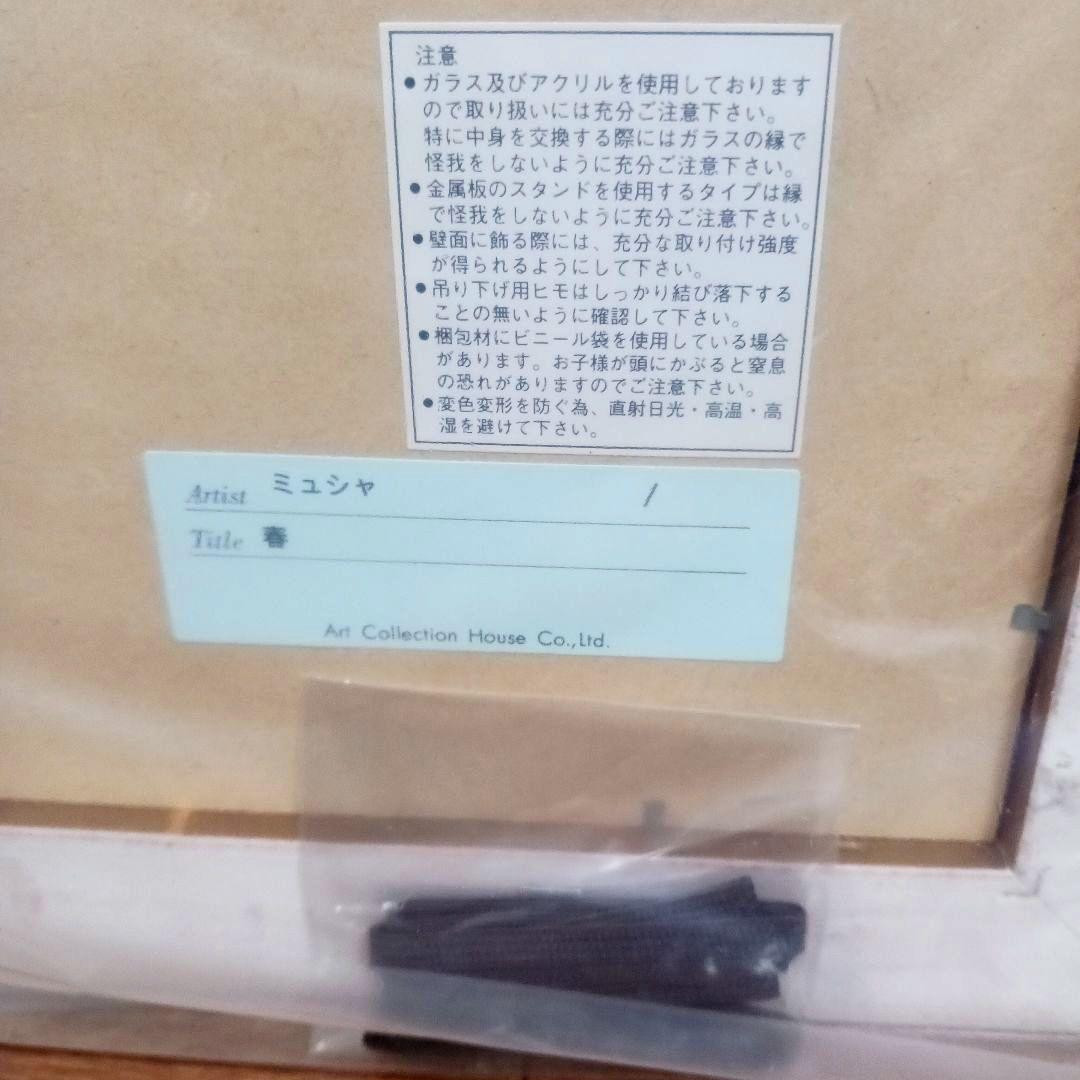 注意
●ガラス及びアクリルを使用しております
ので取り扱いには充分ご注意下さい。
特に中身を交換する際にはガラスの縁で
怪我をしないように充分ご注意下さい。
●金属板のスタンドを使用するタイプは縁
で怪我をしないように充分ご注意下さい。
●壁面に飾る際には、充分な取り付け強度
が得られるようにして下さい。
●吊り下げ用ヒモはしっかり結び落下する
ことの無いように確認して下さい。
●梱包材にビニール袋を使用している場合
があります。お子様が頭にかぶると窒息
の恐れがありますのでご注意下さい。
●変色変形を防ぐ為、直射日光・高温・高
湿を避けて下さい。
Artist ミュシャ /
Title 春
Art Collection House Co.,Ltd.